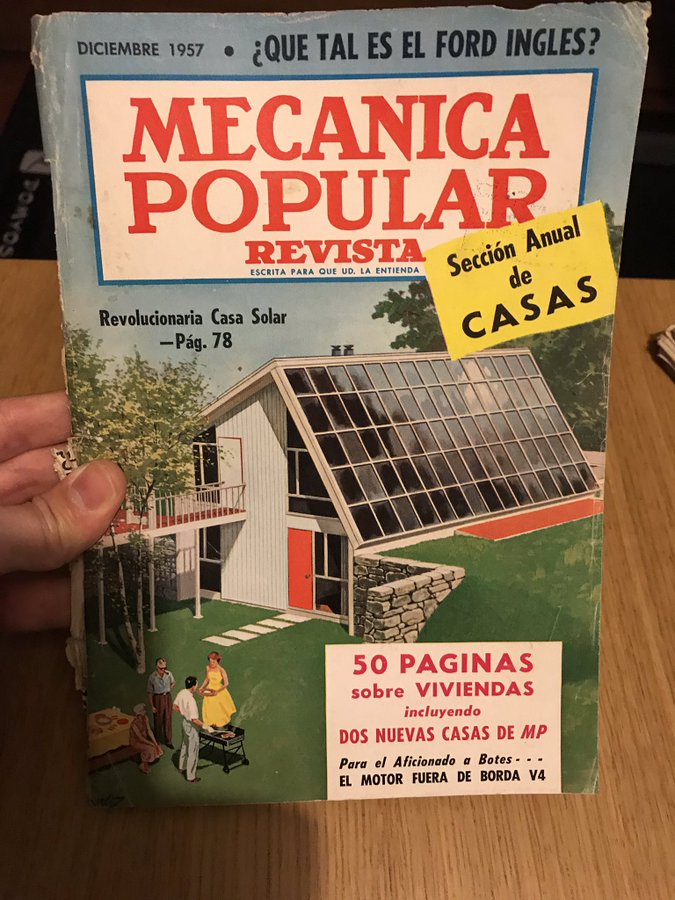 DICIEMBRE 1957 • ¿QUE TAL ES EL FORD INGLES?
MECANICA
POPULAR
REVISTA
ESCRITA PARA QUE UD. LA ENTIENDA
Sección Anual
de
CASAS
Revolucionaria Casa Solar
—Pág. 78
50 PAGINAS
sobre VIVIENDAS
incluyendo
DOS NUEVAS CASAS DE MP
Para el Aficionado a Botes - - -
EL MOTOR FUERA DE BORDA V4
DOMYOS